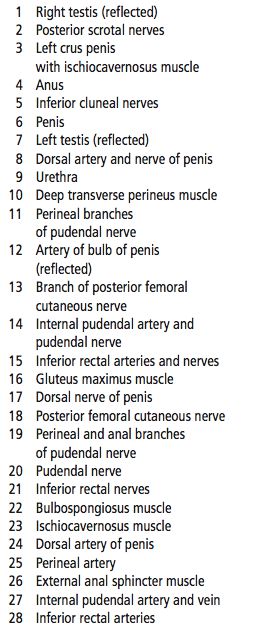 1 Right testis (reflected)
2 Posterior scrotal nerves
3 Left crus penis
with ischiocavernosus muscle
4 Anus
5 Inferior cluneal nerves
6 Penis
7 Left testis (reflected)
8 Dorsal artery and nerve of penis
9 Urethra
10 Deep transverse perineus muscle
11 Perineal branches
of pudendal nerve
12 Artery of bulb of penis
(reflected)
13 Branch of posterior femoral
cutaneous nerve
14 Internal pudendal artery and
pudendal nerve
15 Inferior rectal arteries and nerves
16 Gluteus maximus muscle
17 Dorsal nerve of penis
18 Posterior femoral cutaneous nerve
19 Perineal and anal branches
of pudendal nerve
20 Pudendal nerve
21 Inferior rectal nerves
22 Bulbospongiosus muscle
23 Ischiocavernosus muscle
24 Dorsal artery of penis
25 Perineal artery
26 External anal sphincter muscle
27 Internal pudendal artery and vein
28 Inferior rectal arteries